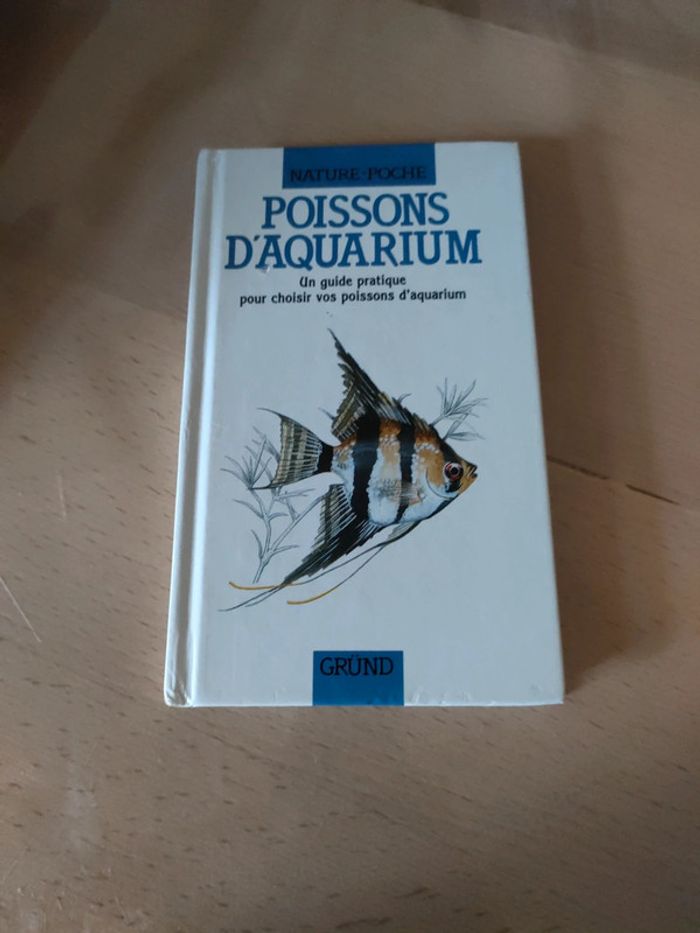 NATURE-POCHE
POISSONS
D'AQUARIUM
Un guide pratique
pour choisir vos poissons d'aquarium
GRÜND